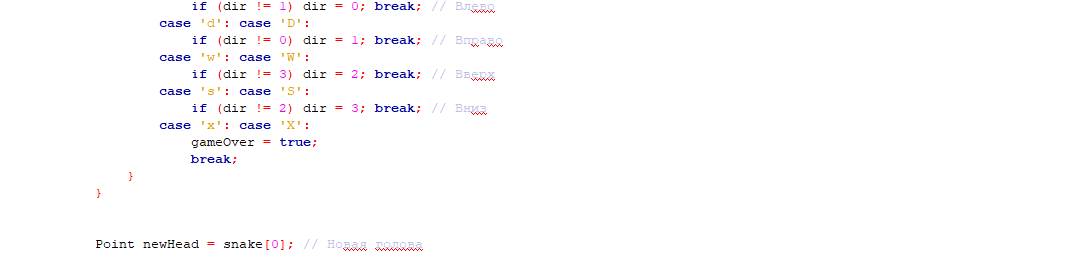 if (dir != 1) dir = 0; break; // Влево
case 'd': case 'D':
if (dir != 0) dir = 1; break; // Вправо
case 'w': case 'W':
if (dir != 3) dir = 2; break; // Вверх
case 's': case 'S':
if (dir != 2) dir = 3; break; // Вниз
case 'x': case 'X':
gameOver = true;
break;
}
}
Point newHead = snake[0]; // Новая голова